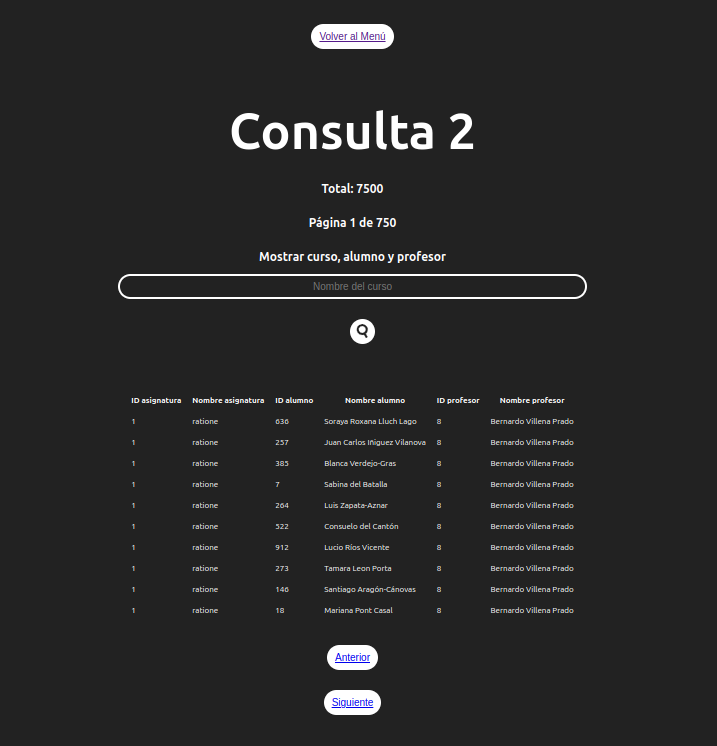 Volver al Menú
Consulta 2
Total: 7500
Página 1 de 750
Mostrar curso, alumno y profesor
Nombre del curso
ID asignatura Nombre asignatura ID alumno Nombre alumno ID profesor Nombre profesor
1 ratione 636 Soraya Roxana Lluch Lago 8 Bernardo Villena Prado
1 ratione 257 Juan Carlos Iñiguez Vilanova 8 Bernardo Villena Prado
1 ratione 385 Blanca Verdejo-Gras 8 Bernardo Villena Prado
1 ratione 7 Sabina del Batalla 8 Bernardo Villena Prado
1 ratione 264 Luis Zapata-Aznar 8 Bernardo Villena Prado
1 ratione 522 Consuelo del Cantón 8 Bernardo Villena Prado
1 ratione 912 Lucio Ríos Vicente 8 Bernardo Villena Prado
1 ratione 273 Tamara Leon Porta 8 Bernardo Villena Prado
1 ratione 146 Santiago Aragón-Cánovas 8 Bernardo Villena Prado
1 ratione 18 Mariana Pont Casal 8 Bernardo Villena Prado
Anterior
Siguiente